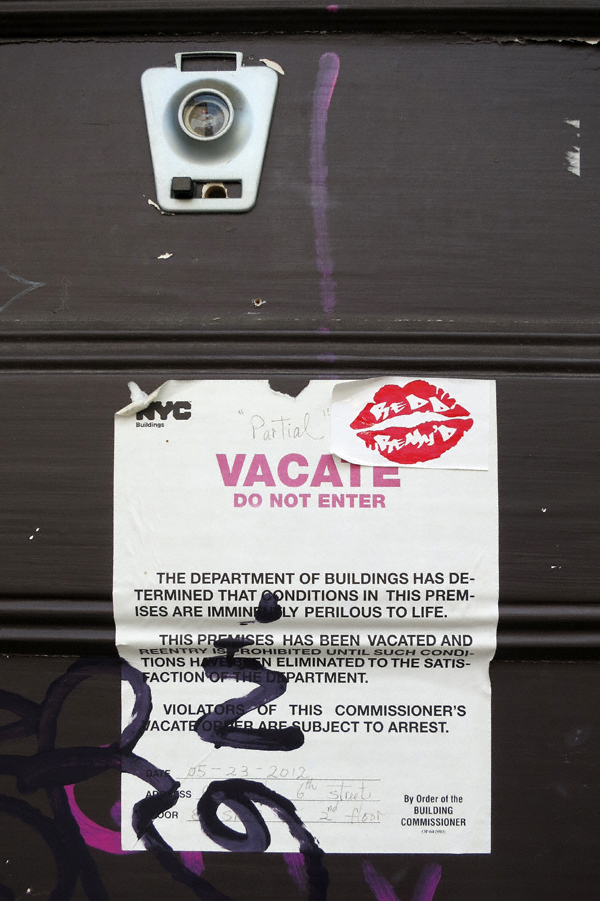 NYC
Buildings
"Partial"
REDD
REMY'D
VACATE
DO NOT ENTER
THE DEPARTMENT OF BUILDINGS HAS DE-
TERMINED THAT CONDITIONS IN THIS PREM-
ISES ARE IMMINENTLY PERILOUS TO LIFE.
THIS PREMISES HAS BEEN VACATED AND
REENTRY IS PROHIBITED UNTIL SUCH CONDI-
TIONS HAVE BEEN ELIMINATED TO THE SATIS-
FACTION OF THE DEPARTMENT.
VIOLATORS OF THIS COMMISSIONER'S
VACATE ORDER ARE SUBJECT TO ARREST.
DATE 05-23-2012
ADDRESS 6th street
FLOOR 2nd floor
By Order of the
BUILDING
COMMISSIONER